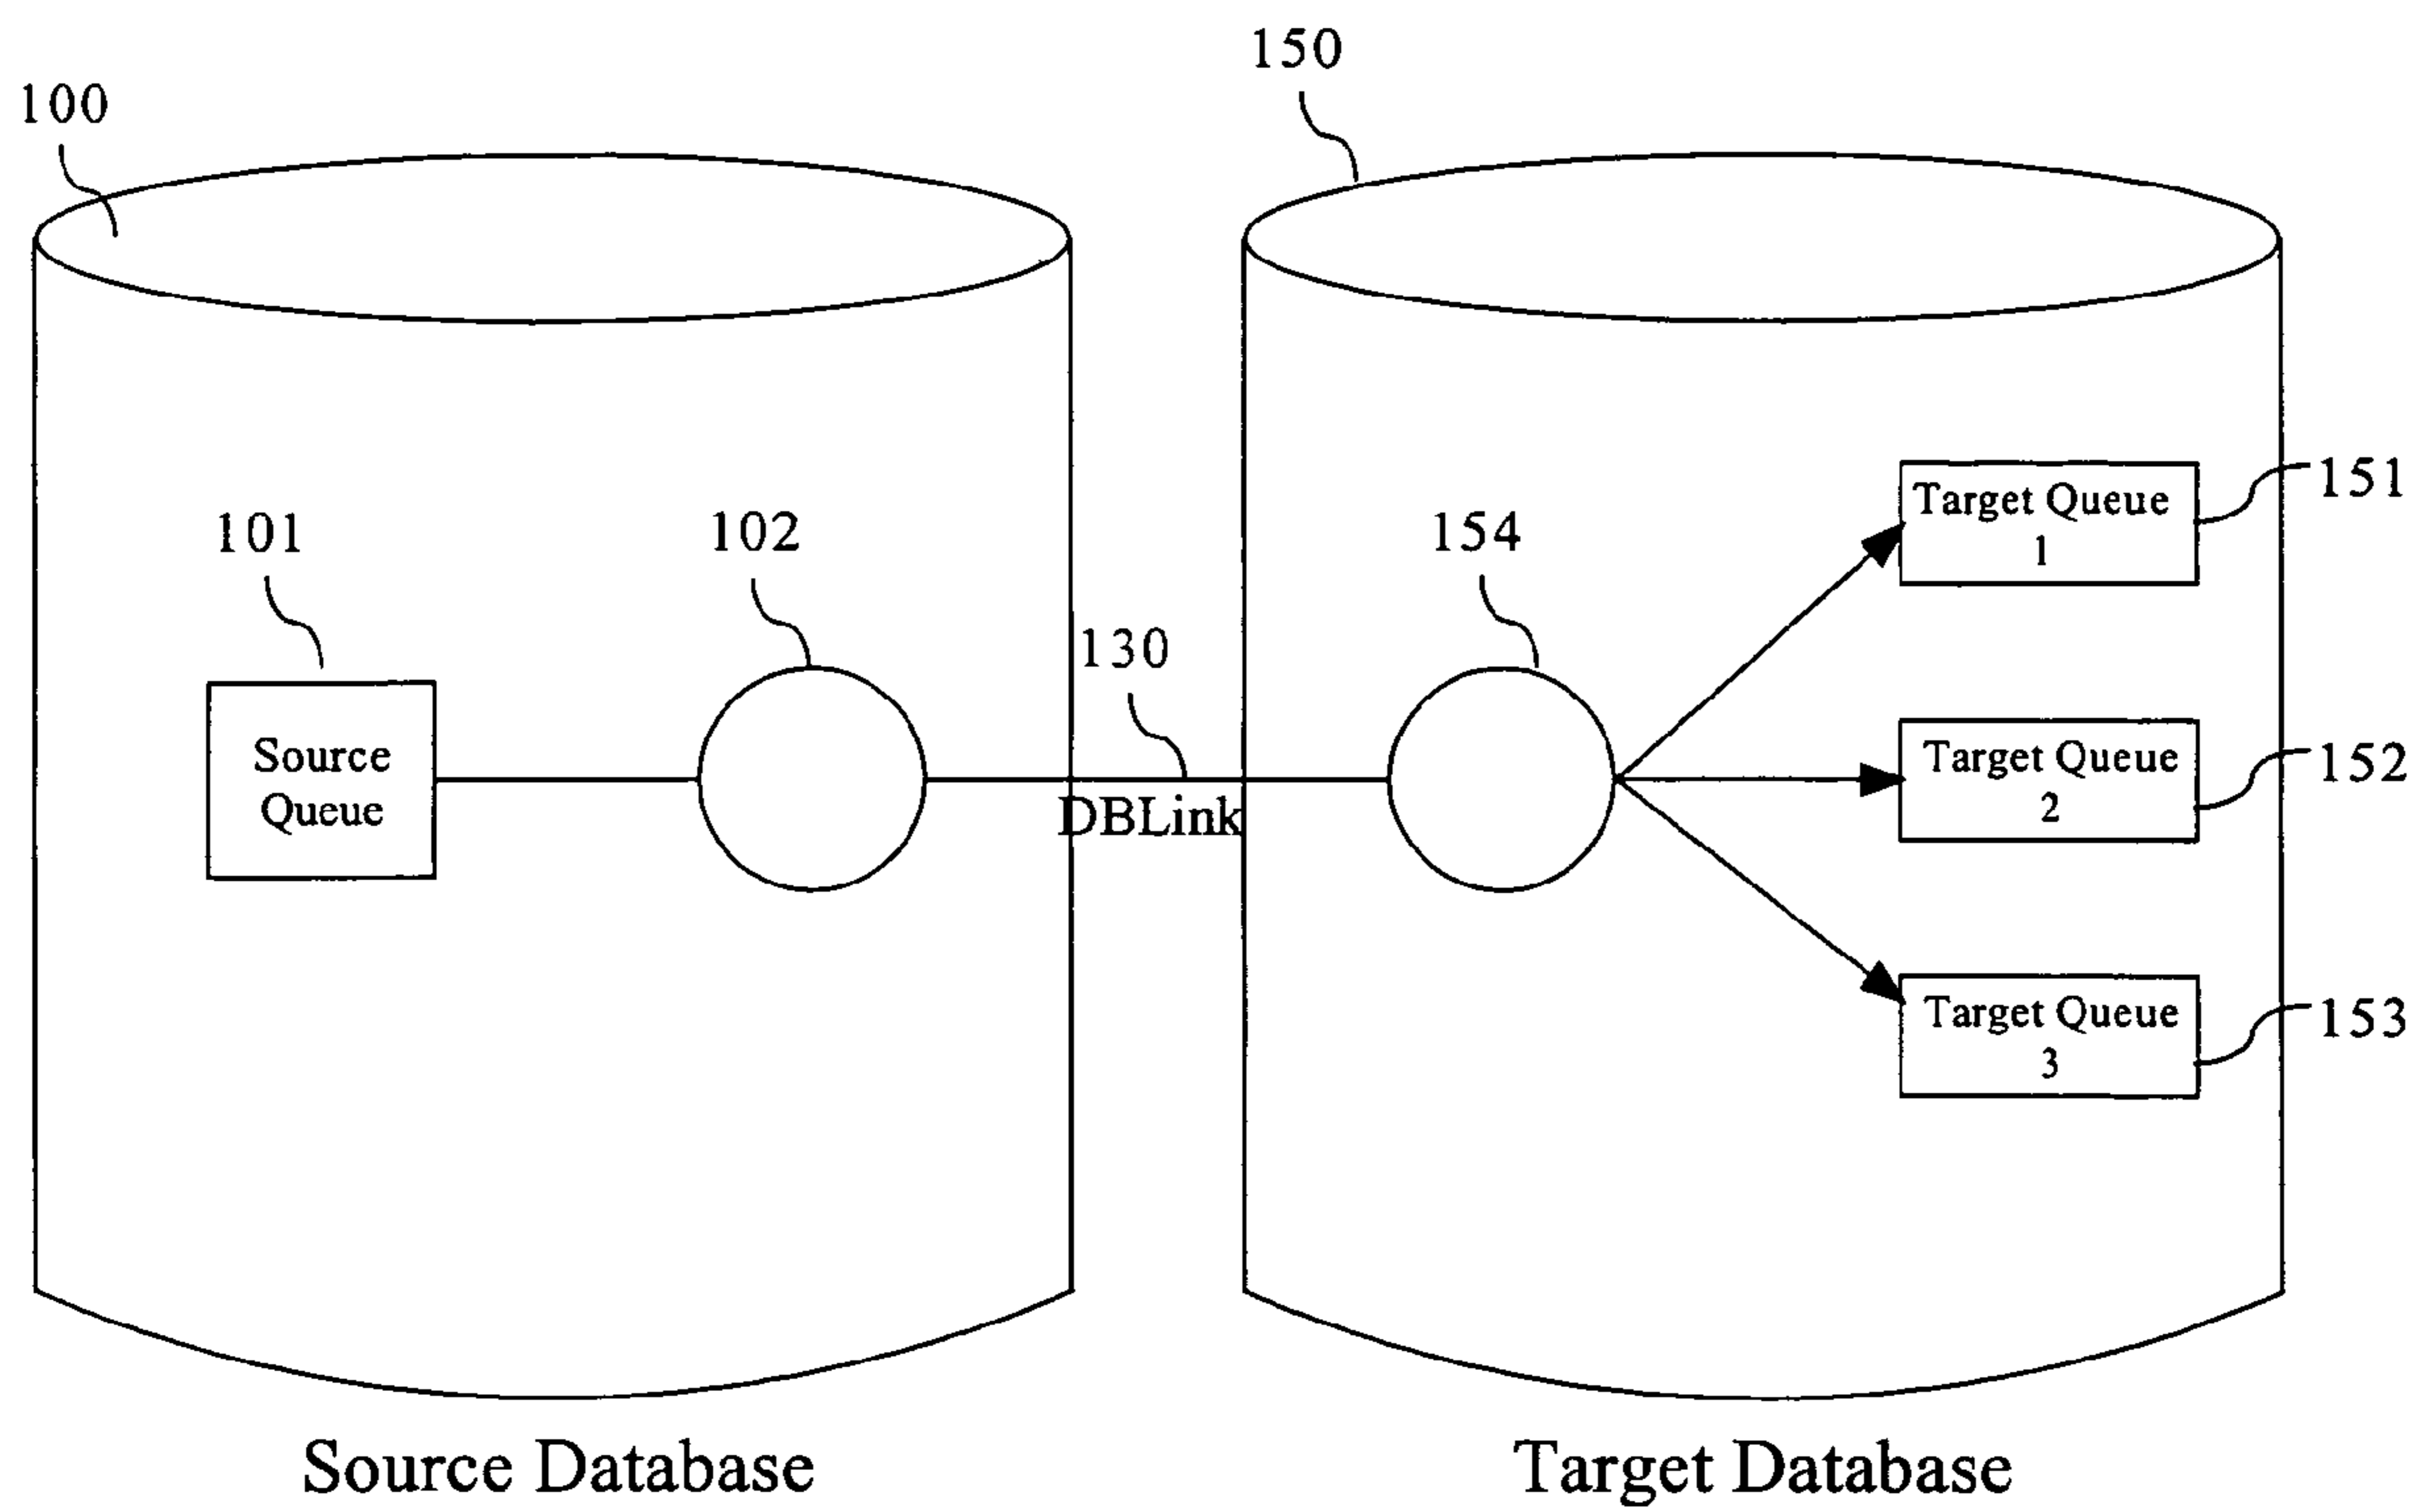 150
100
101
102
154
130
DBLink
Source
Queue
Target Queue
1
151
Target Queue
2
152
Target Queue
3
153
Source Database
Target Database